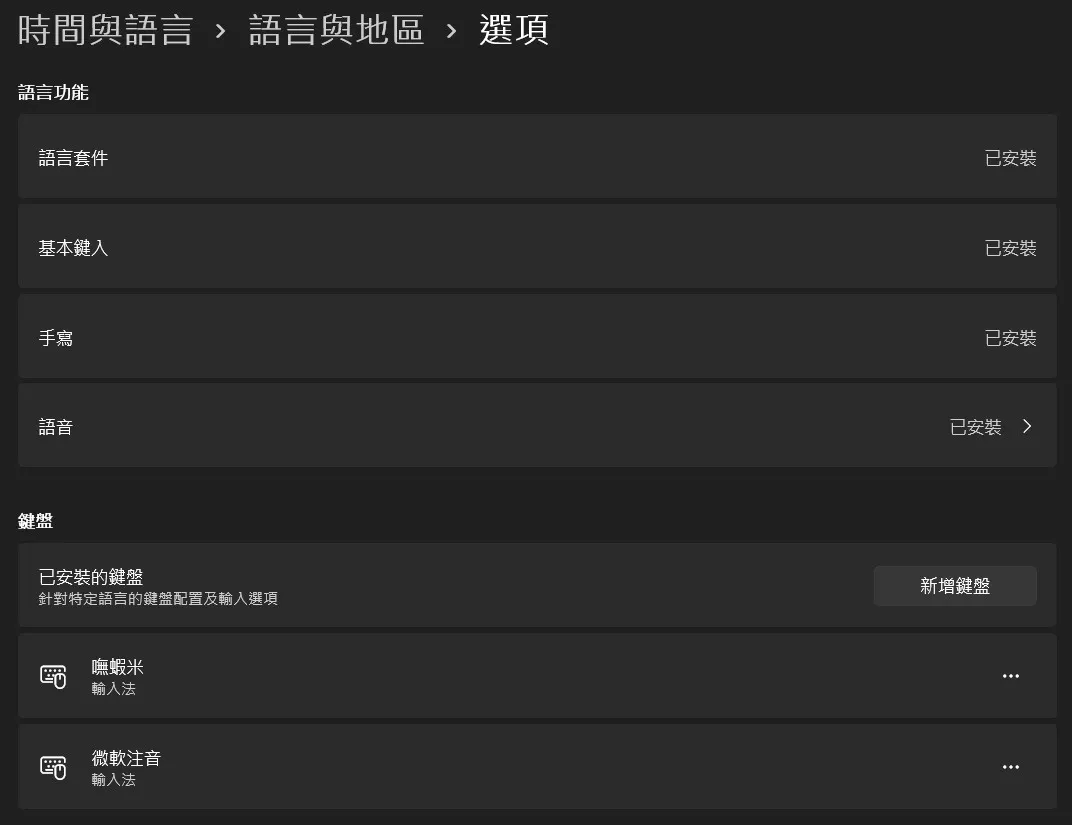 時間與語言 › 語言與地區 › 選項
語言功能
語言套件 已安裝
基本鍵入 已安裝
手寫 已安裝
語音 已安裝
鍵盤
已安裝的鍵盤
針對特定語言的鍵盤配置及輸入選項
新增鍵盤
嘸蝦米
輸入法
微軟注音
輸入法